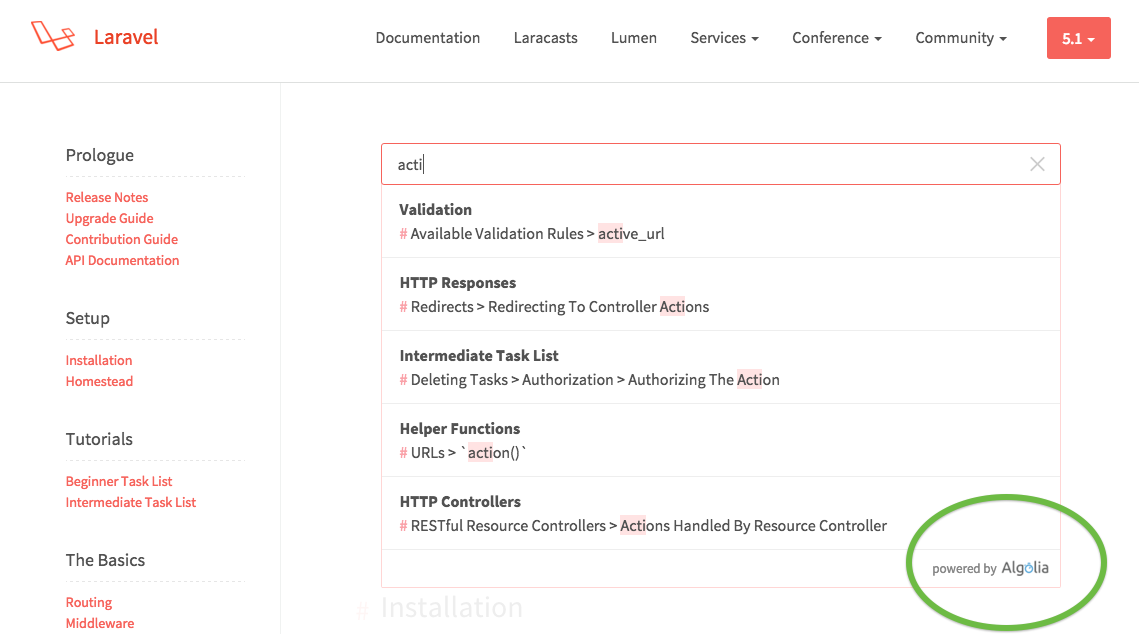 Laravel
Documentation Laracasts Lumen Services Conference Community 5.1
Prologue
Release Notes
Upgrade Guide
Contribution Guide
API Documentation
Setup
Installation
Homestead
Tutorials
Beginner Task List
Intermediate Task List
The Basics
Routing
Middleware
acti
Validation
# Available Validation Rules > active_url
HTTP Responses
# Redirects > Redirecting To Controller Actions
Intermediate Task List
# Deleting Tasks > Authorization > Authorizing The Action
Helper Functions
# URLs > `action()`
HTTP Controllers
# RESTful Resource Controllers > Actions Handled By Resource Controller
powered by Algolia
# Installation